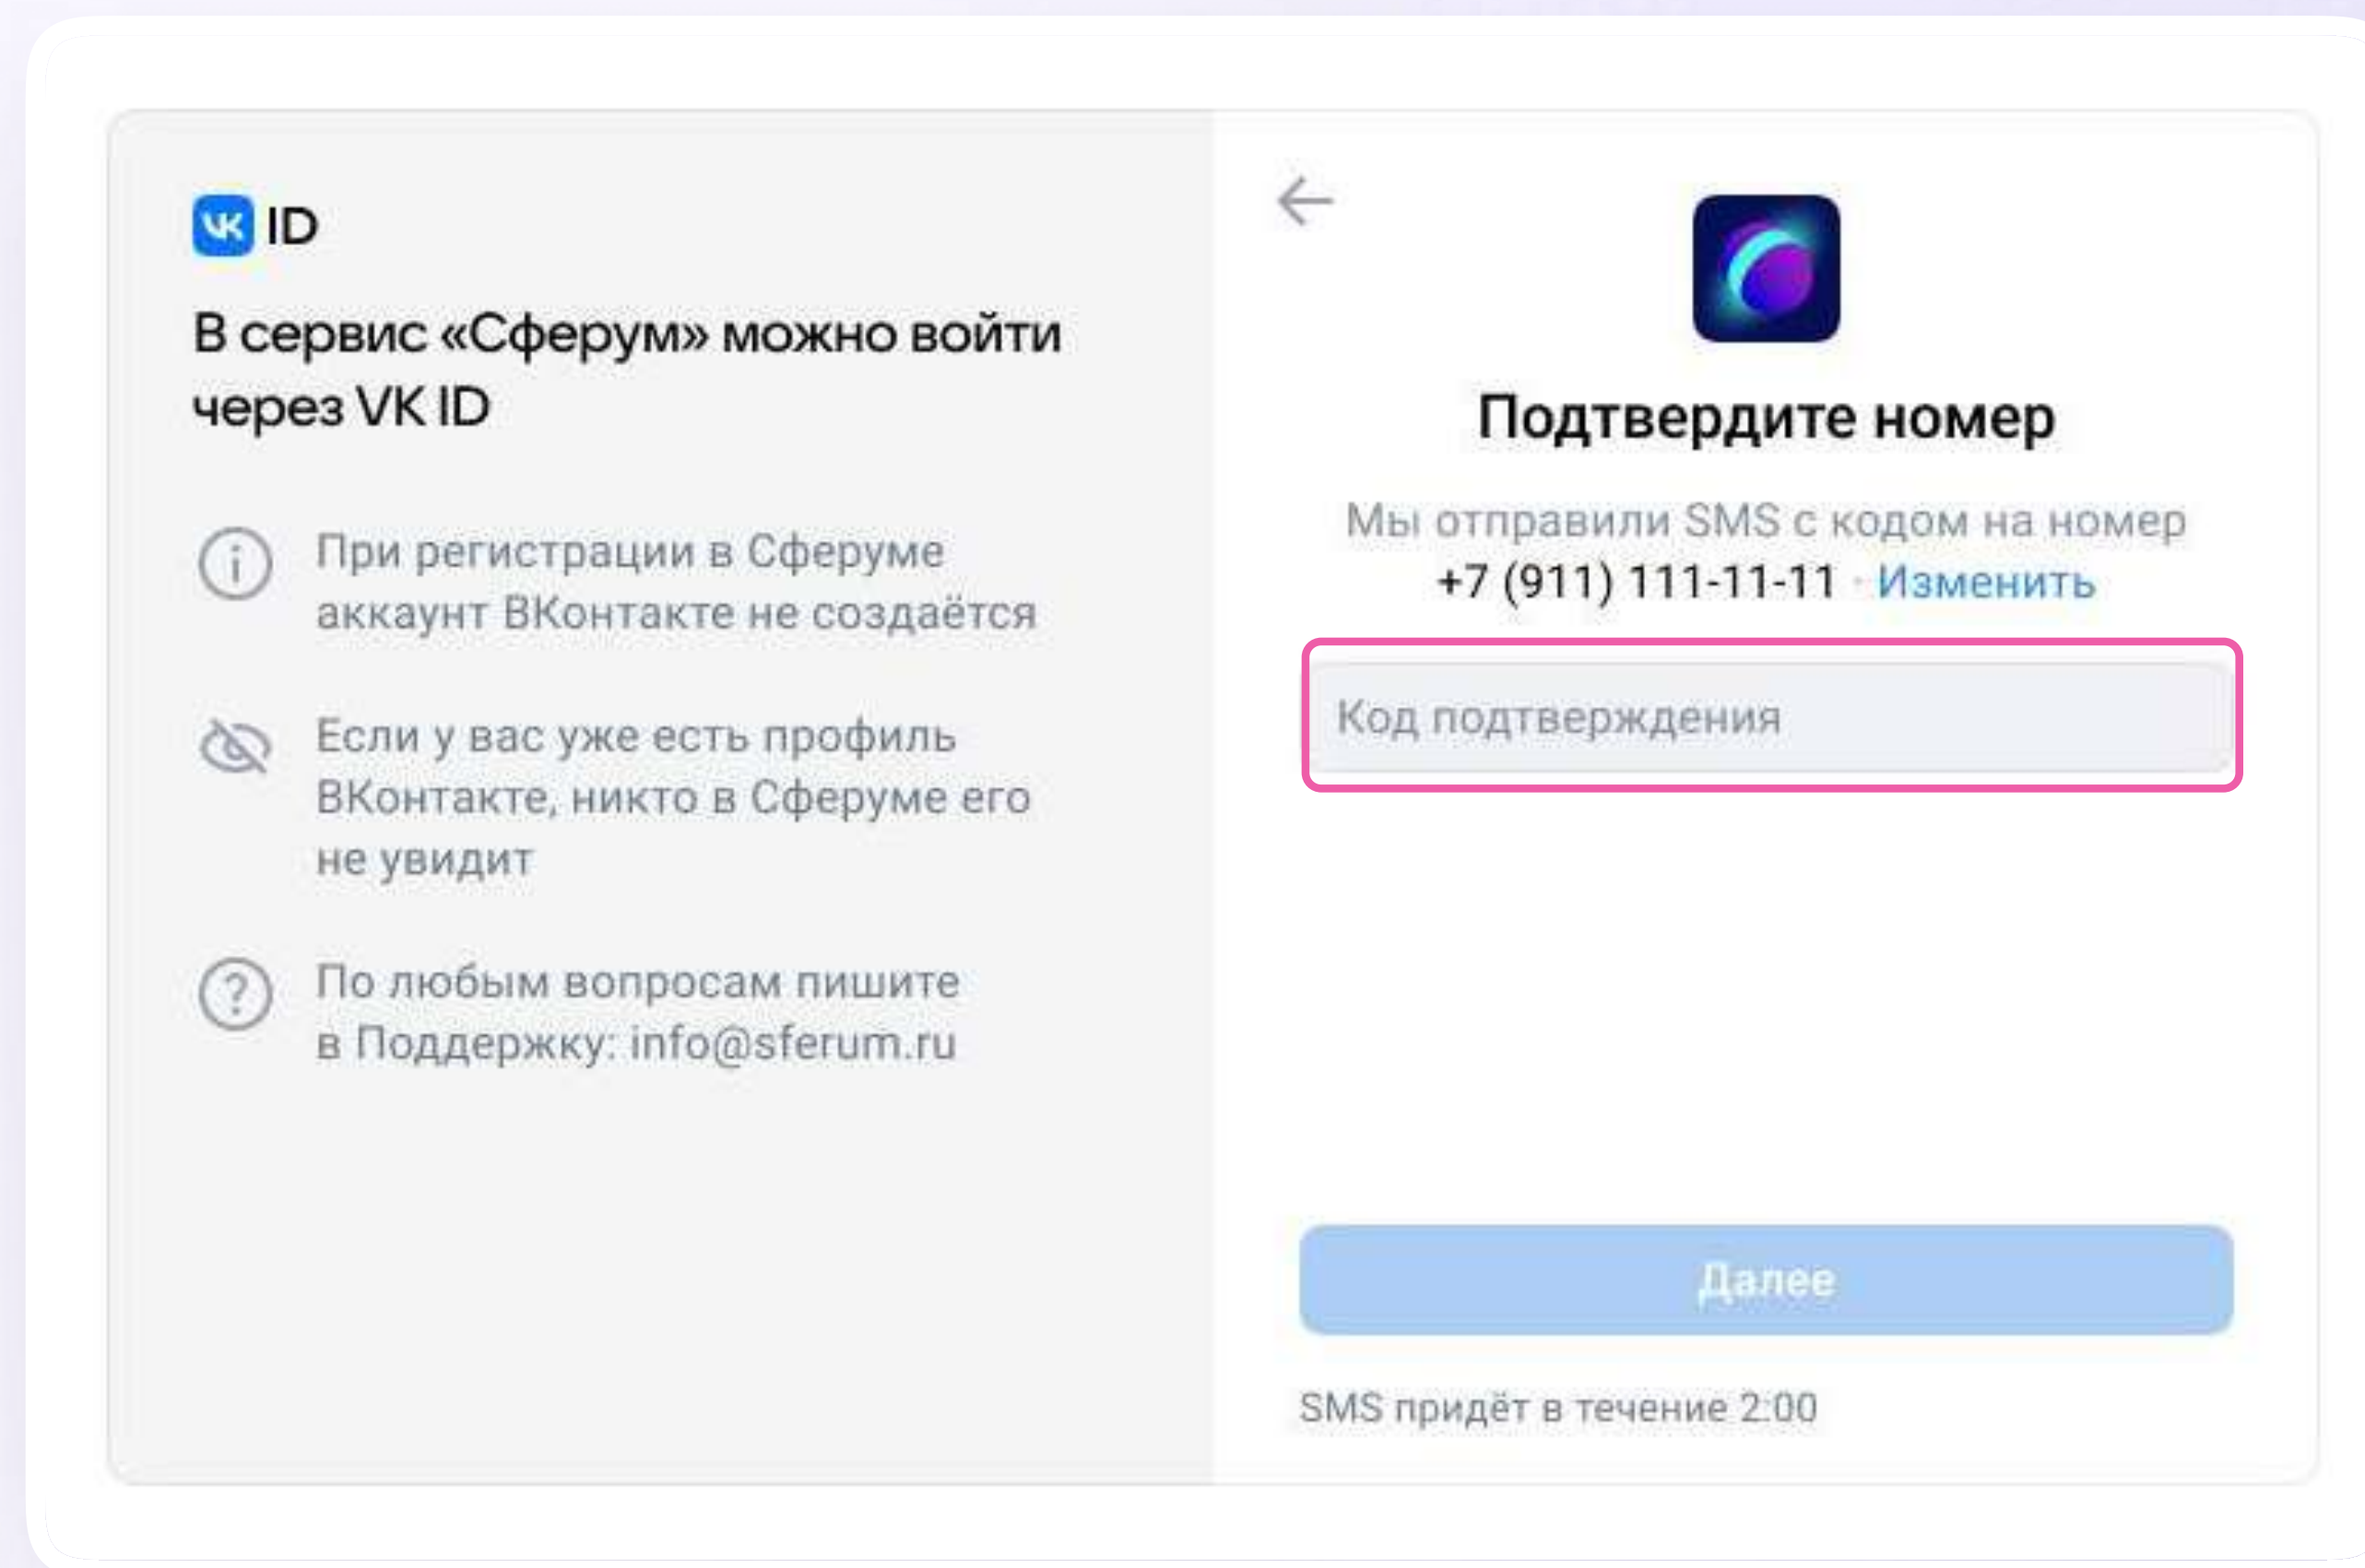 VK ID
В сервис «Сферум» можно войти
через VK ID
При регистрации в Сферуме
аккаунт ВКонтакте не создаётся
Если у вас уже есть профиль
ВКонтакте, никто в Сферуме его
не увидит
По любым вопросам пишите
в Поддержку: info@sferum.ru
Подтвердите номер
Мы отправили SMS с кодом на номер
+7 (911) 111-11-11 · Изменить
Код подтверждения
Далее
SMS придёт в течение 2:00